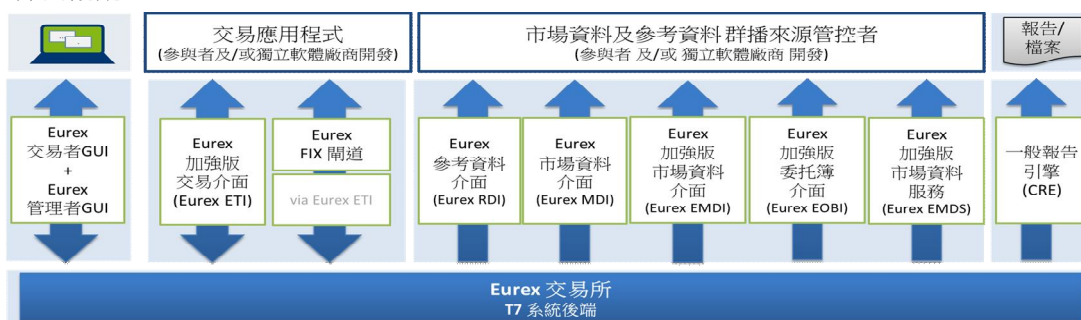 交易應用程式
(參與者 及/或 獨立軟體廠商開發)
市場資料及參考資料 群播來源管控者
(參與者 及/或 獨立軟體廠商 開發)
報告/
檔案
Eurex
交易者GUI
+
Eurex
管理者GUI
Eurex
加強版
交易介面
(Eurex ETI)
Eurex
FIX 閘道
via Eurex ETI
Eurex
參考資料
介面
(Eurex RDI)
Eurex
市場資料
介面
(Eurex MDI)
Eurex
加強版
市場資料
介面
(Eurex EMDI)
Eurex
加強版
委托簿
介面
(Eurex EOBI)
Eurex
加強版
市場資料
服務
(Eurex EMDS)
一般報告
引擎
(CRE)
Eurex 交易所
T7 系統後端